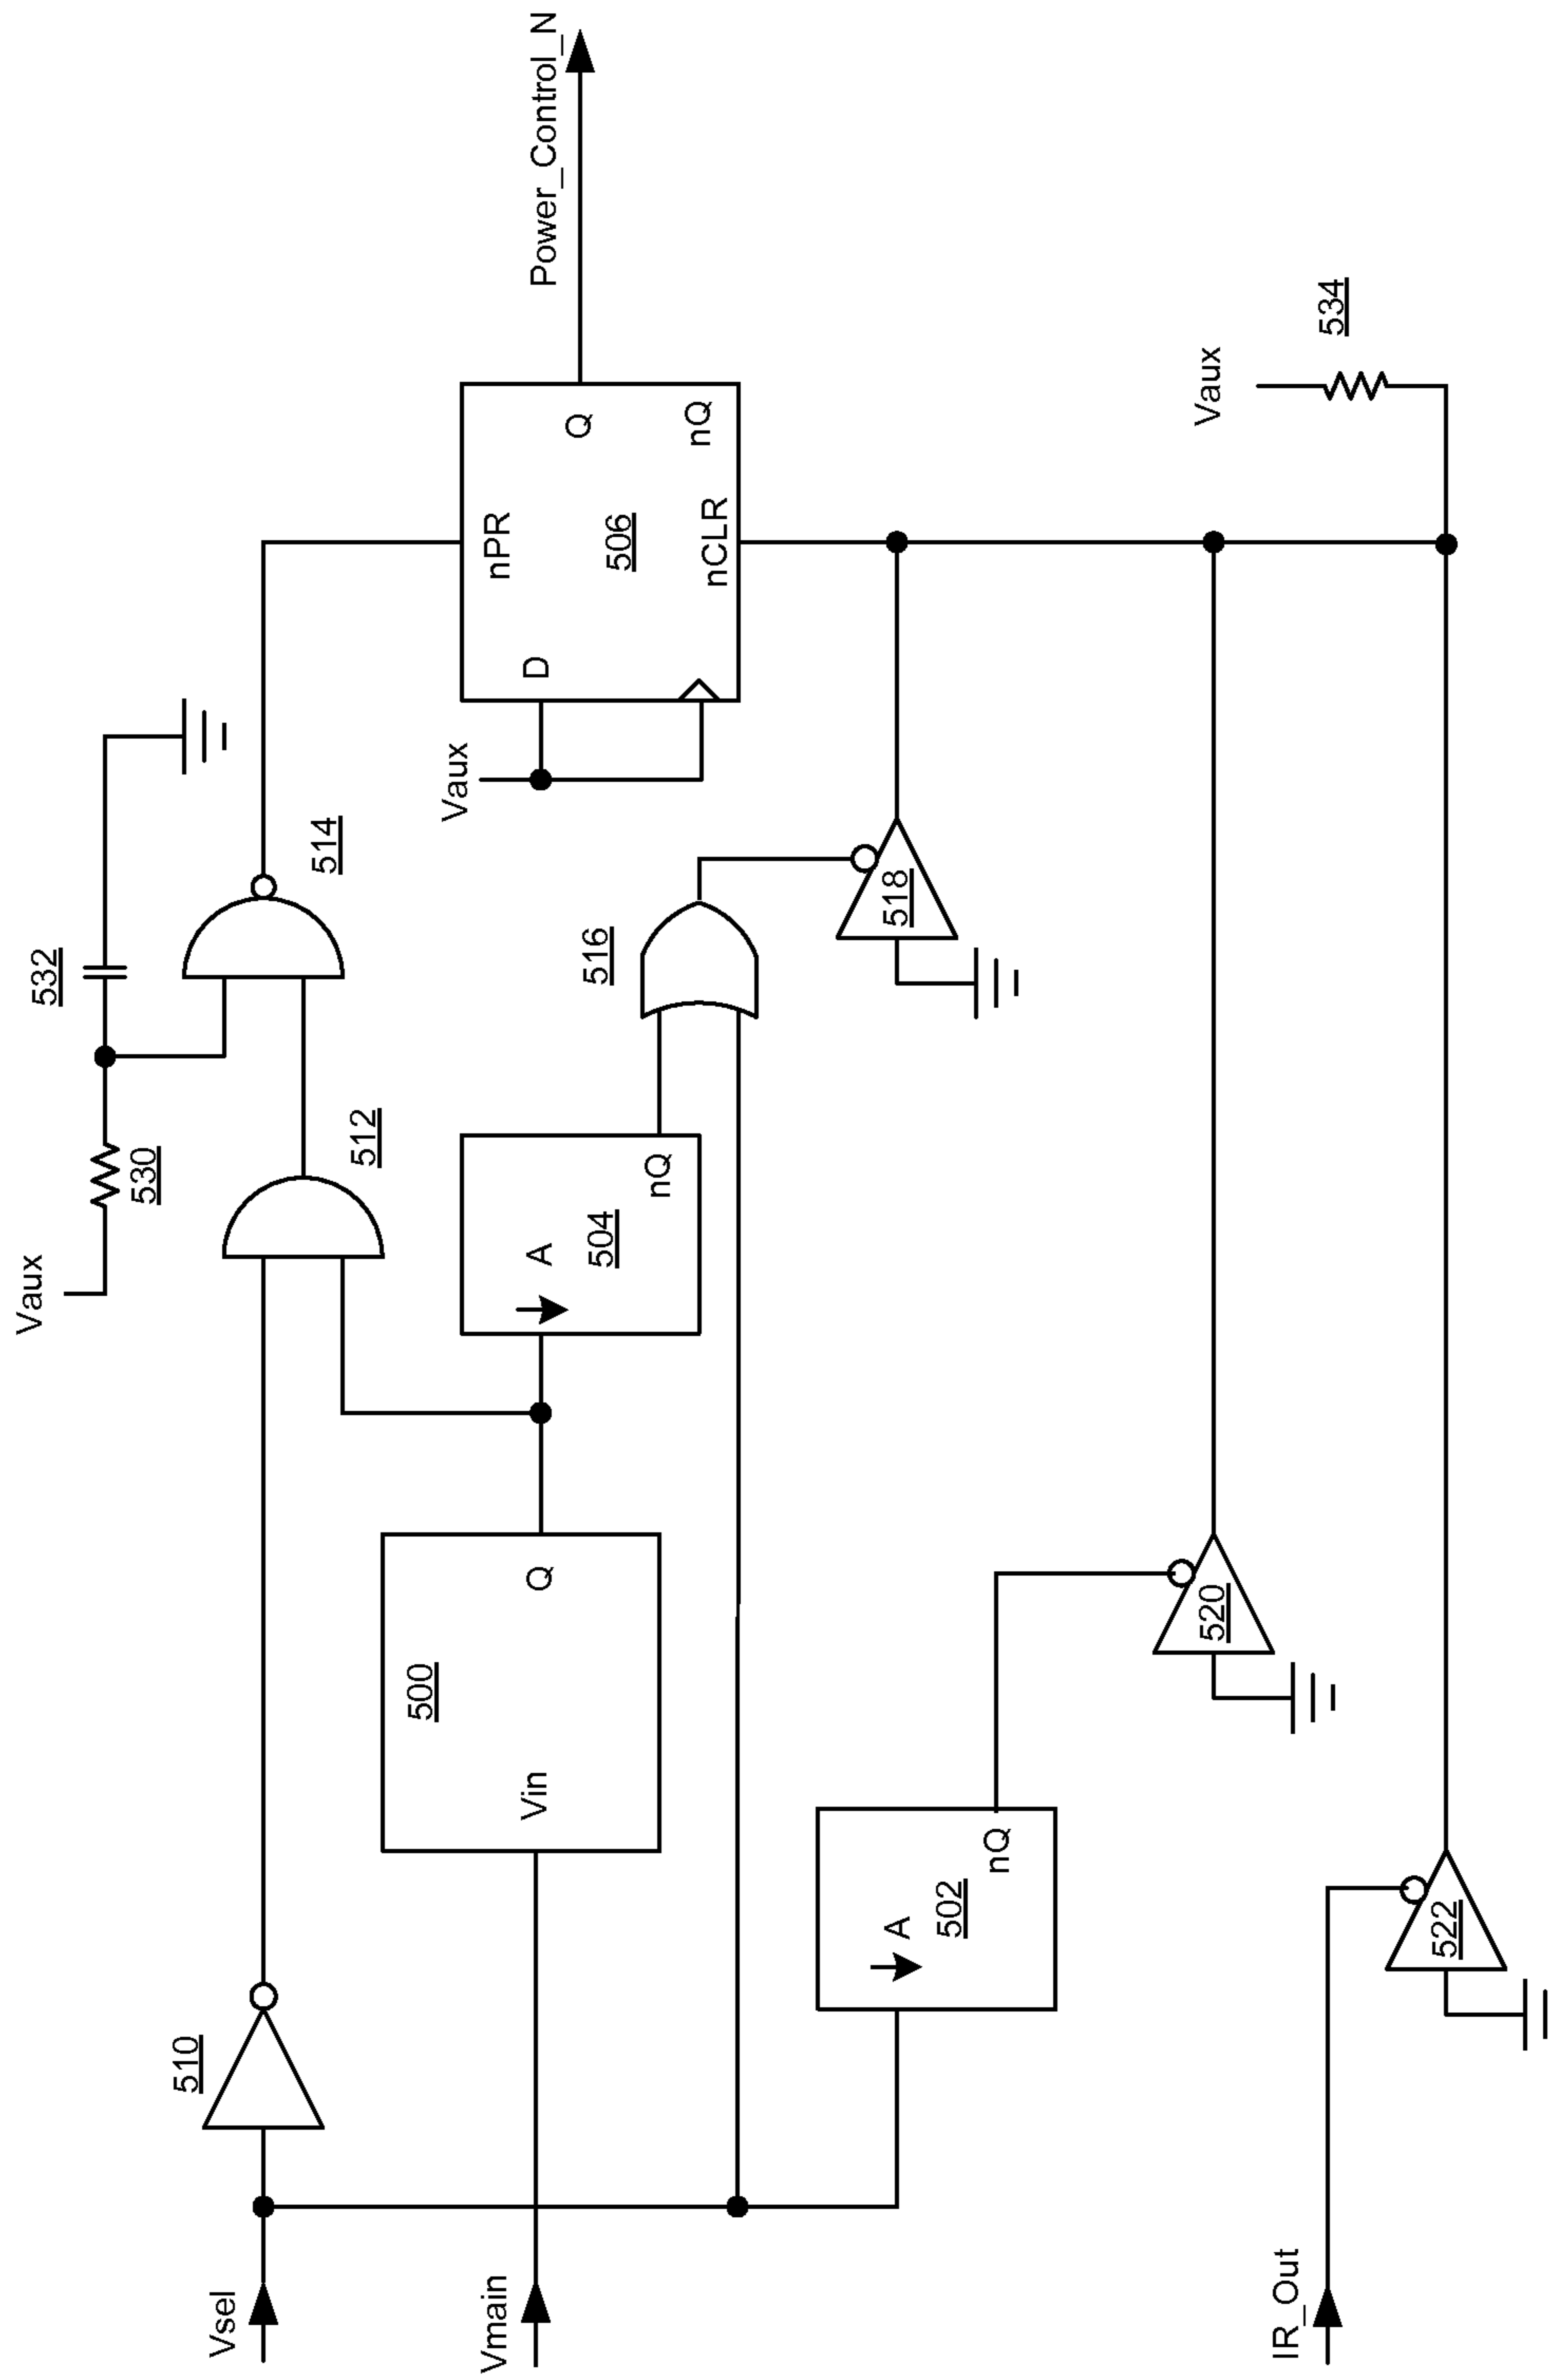 Vaux
532
530
514
512
510
Vsel
Vmain
Vin
500
Q
A
504
nQ
516
518
Vaux
D
nPR
506
nCLR
Q
nQ
Power_Control_N
A
502
nQ
520
Vaux
534
IR_Out
522